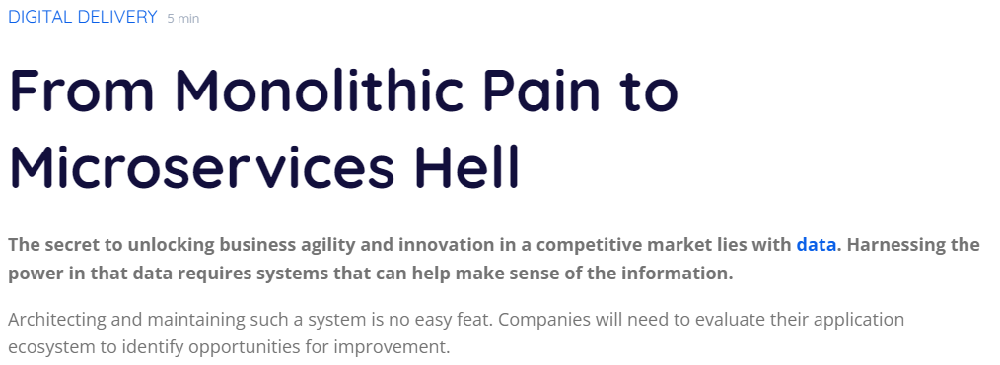 DIGITAL DELIVERY 5 min
From Monolithic Pain to
Microservices Hell
The secret to unlocking business agility and innovation in a competitive market lies with data. Harnessing the
power in that data requires systems that can help make sense of the information.
Architecting and maintaining such a system is no easy feat. Companies will need to evaluate their application
ecosystem to identify opportunities for improvement.